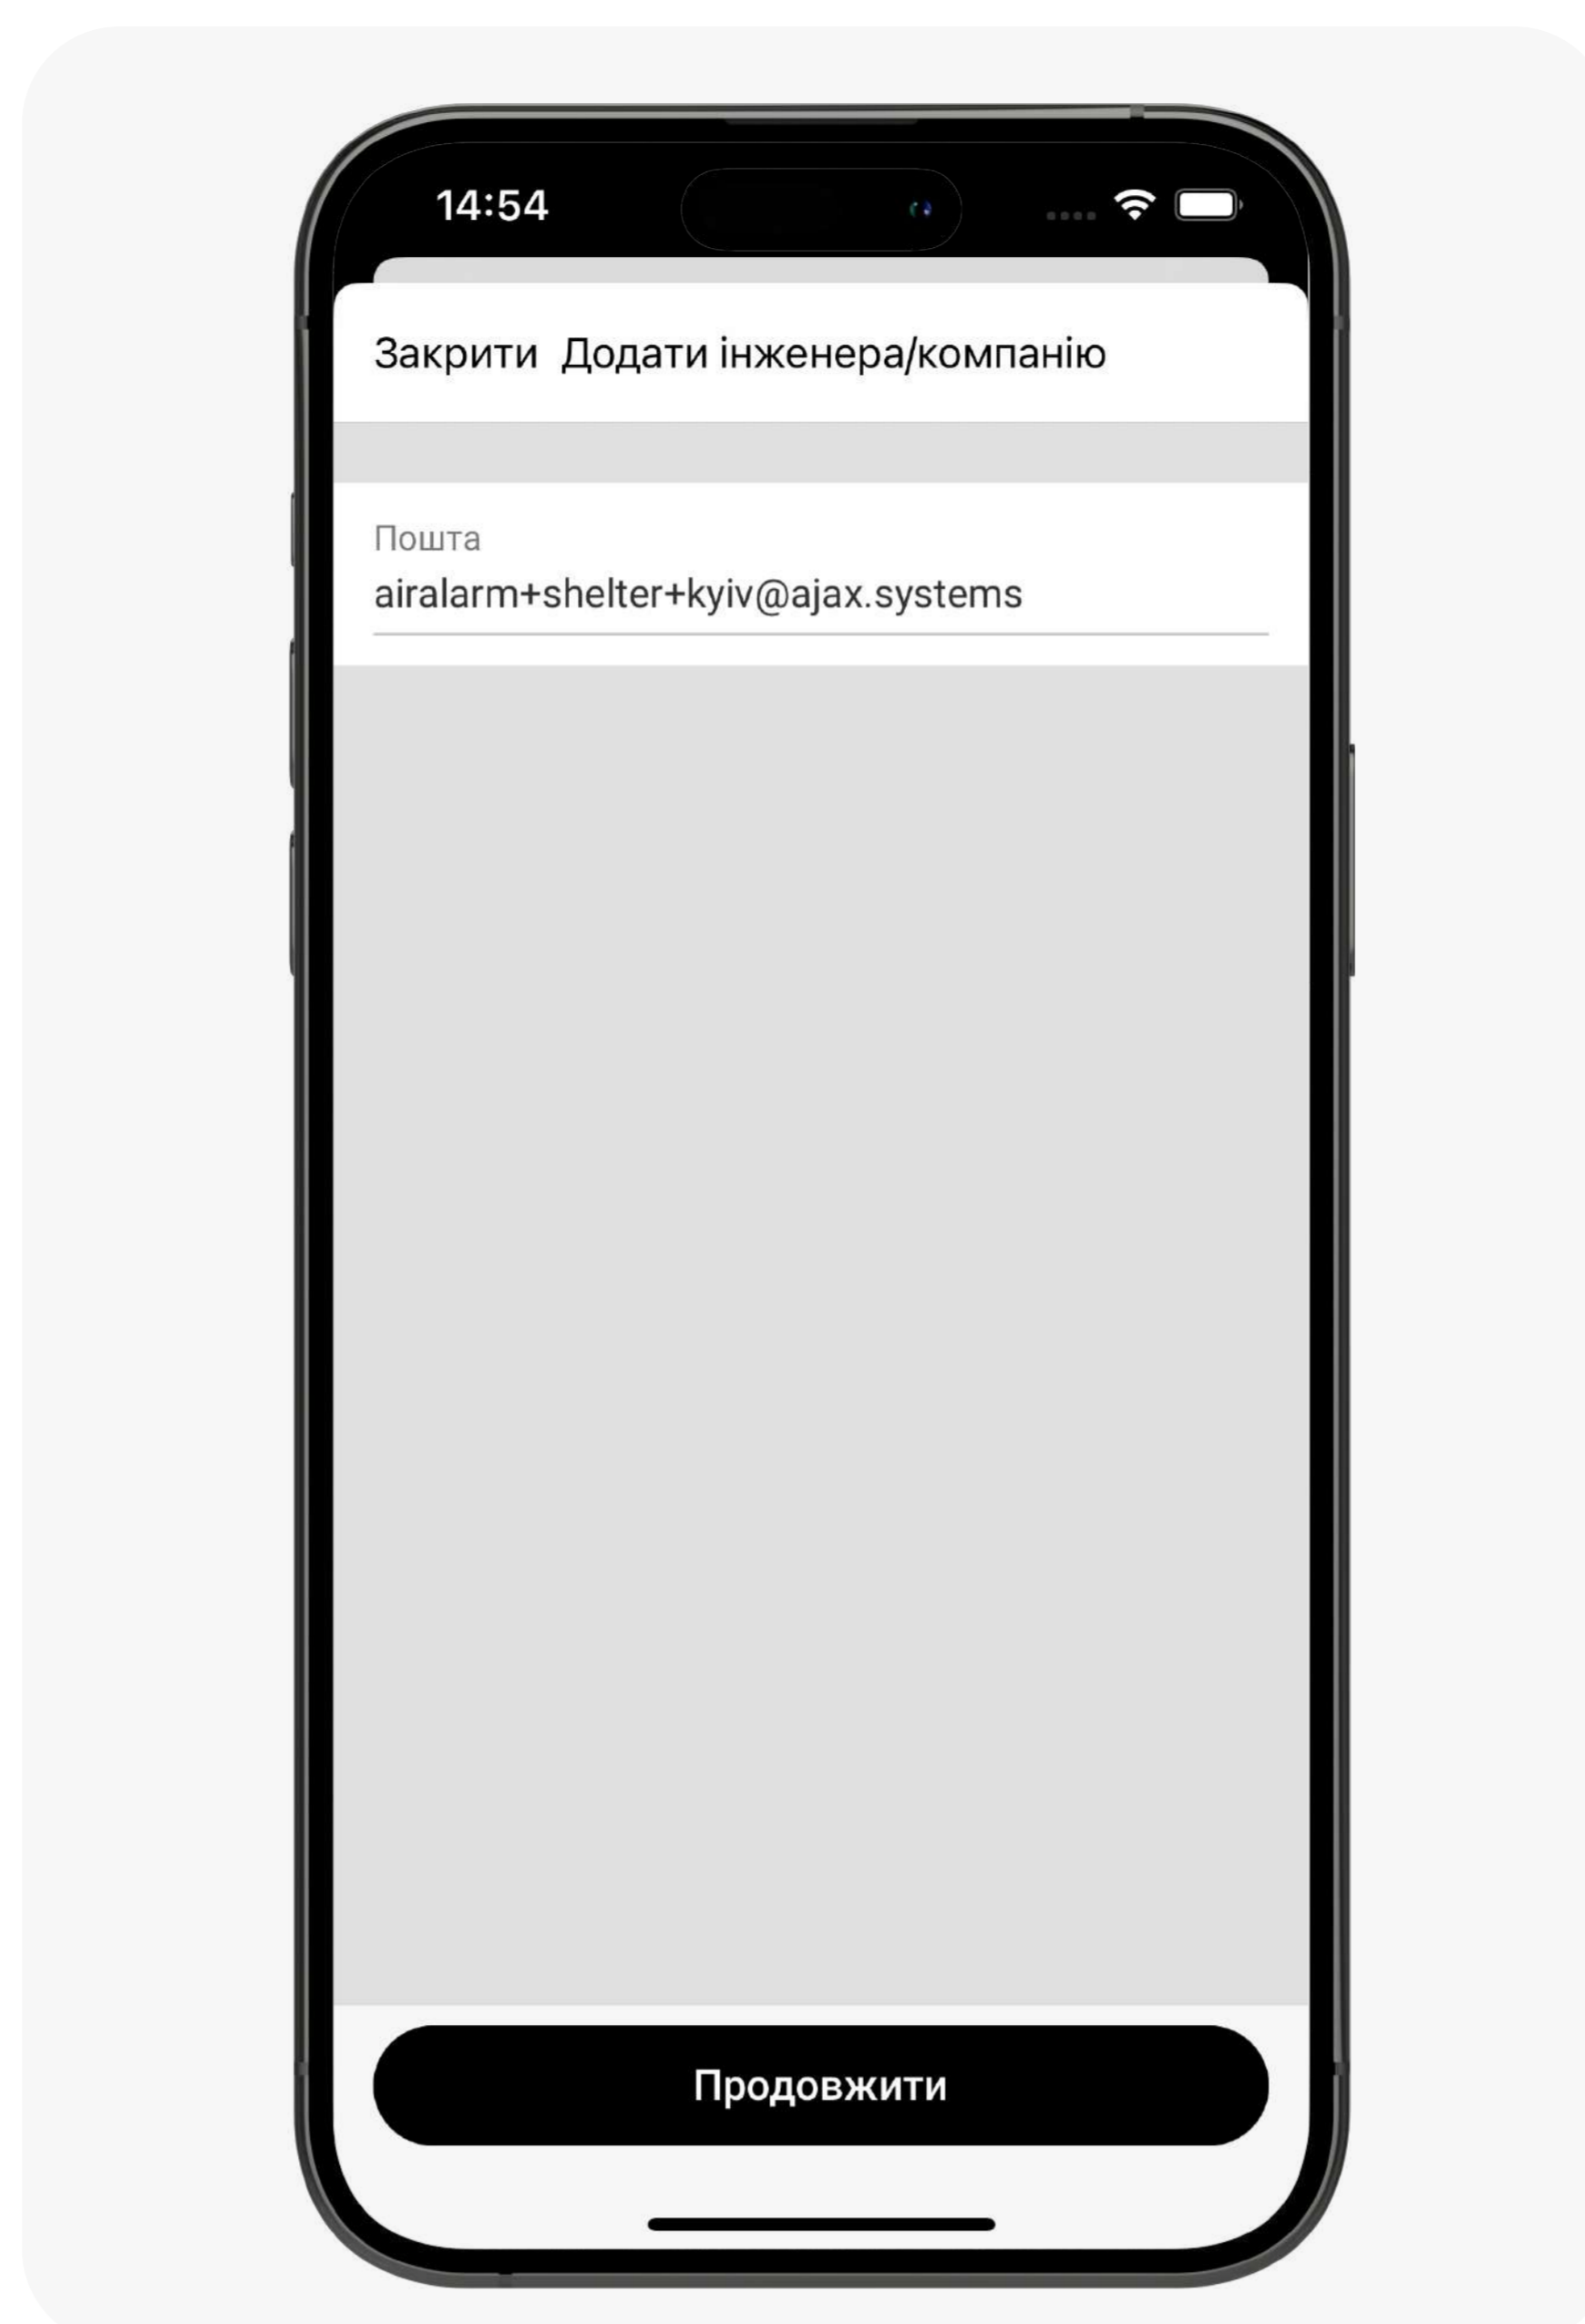 14:54
Закрити Додати інженера/компанію
Пошта
airalarm+shelter+kyiv@ajax.systems
Продовжити